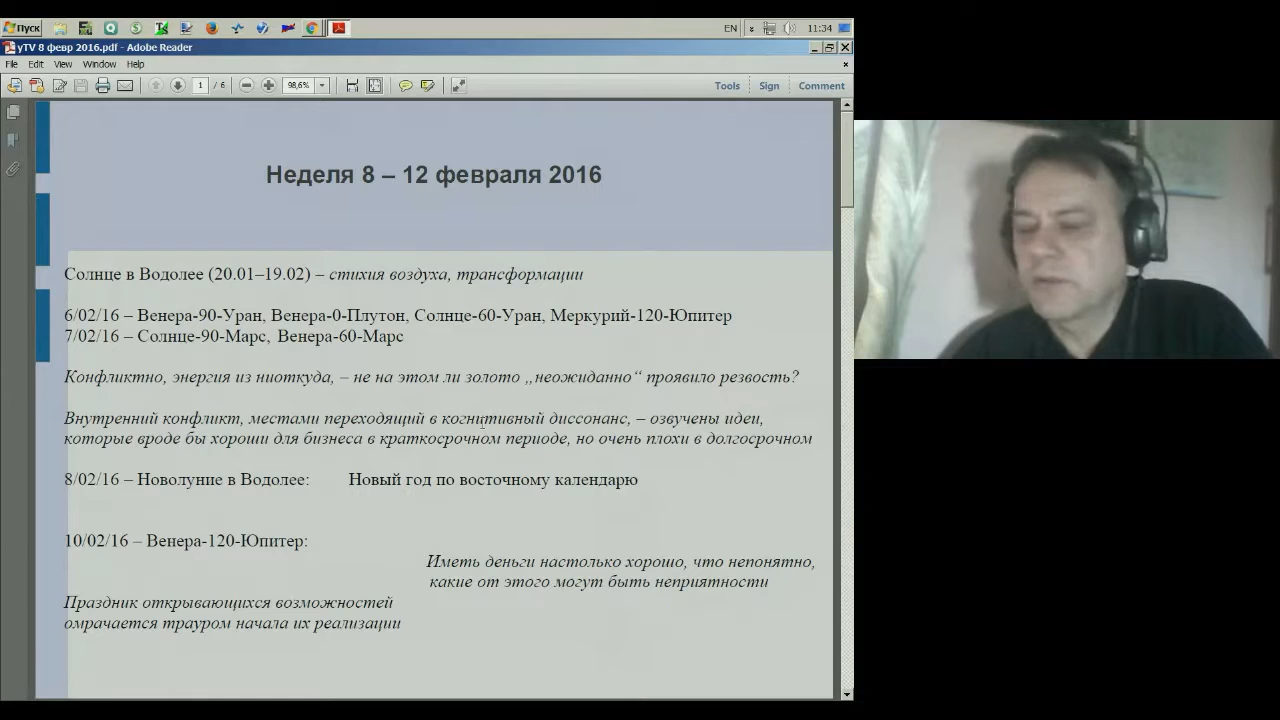 Пуск
EN
11:34
yTV 8 февр 2016.pdf - Adobe Reader
File Edit View Window Help
1 / 6
98,6%
Tools Sign Comment
Неделя 8 – 12 февраля 2016
Солнце в Водолее (20.01–19.02) – стихия воздуха, трансформации
6/02/16 – Венера-90-Уран, Венера-0-Плутон, Солнце-60-Уран, Меркурий-120-Юпитер
7/02/16 – Солнце-90-Марс, Венера-60-Марс
Конфликтно, энергия из ниоткуда, – не на этом ли золото „неожиданно“ проявило резвость?
Внутренний конфликт, местами переходящий в когнитивный диссонанс, – озвучены идеи,
которые вроде бы хороши для бизнеса в краткосрочном периоде, но очень плохи в долгосрочном
8/02/16 – Новолуние в Водолее: Новый год по восточному календарю
10/02/16 – Венера-120-Юпитер:
Иметь деньги настолько хорошо, что непонятно,
какие от этого могут быть неприятности
Праздник открывающихся возможностей
омрачается трауром начала их реализации